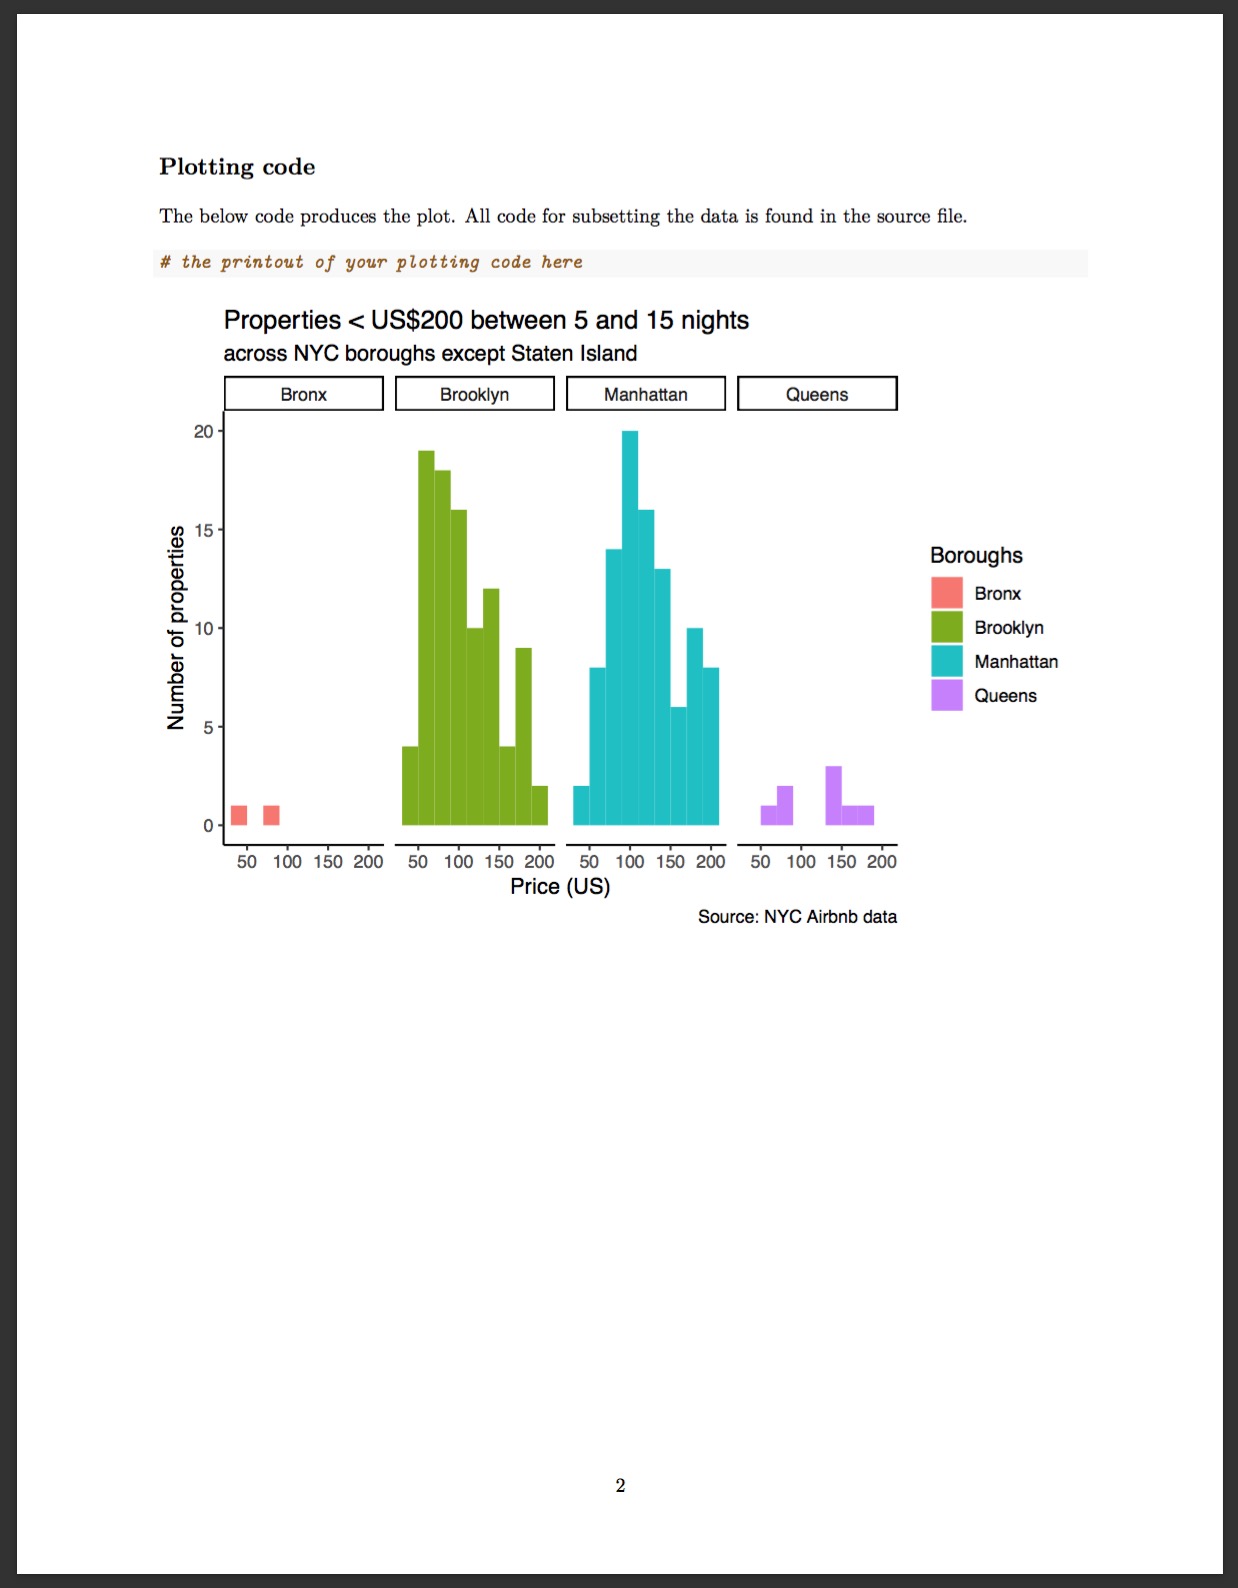 Plotting code
The below code produces the plot. All code for subsetting the data is found in the source file.
# the printout of your plotting code here
Properties < US$200 between 5 and 15 nights
across NYC boroughs except Staten Island
Bronx Brooklyn Manhattan Queens
20
15
10
5
0
Number of properties
50 100 150 200 50 100 150 200 50 100 150 200 50 100 150 200
Price (US)
Source: NYC Airbnb data
Boroughs
Bronx
Brooklyn
Manhattan
Queens
2